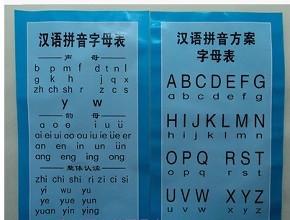 汉语拼音字母表
声 母
b p m f d t n l
g k h j q x
zh ch sh r z c s
y w
韵 母
a o e i u ü
ai ei ui ao ou iu ie üe er
an en in un ün
ang eng ing ong
整体认读
zhi chi shi ri zi ci si
yi wu yu
ye yue yun
yuan yin ying
汉语拼音方案
字母表
A B C D E F G
a b c d e f g
H I J K L M N
h i j k l m n
O P Q R S T
o p q r s t
U V W X Y Z
u v w x y z